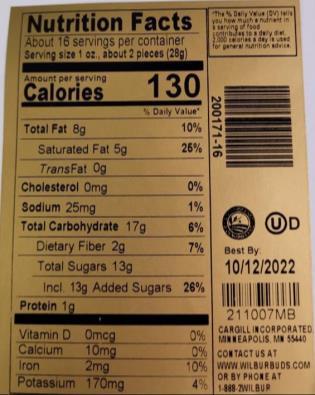 Nutrition Facts
About 16 servings per container
Serving size 1 oz., about 2 pieces (28g)
Amount per serving
Calories 130
% Daily Value*
Total Fat 8g 10%
Saturated Fat 5g 25%
TransFat 0g
Cholesterol 0mg 0%
Sodium 25mg 1%
Total Carbohydrate 17g 6%
Dietary Fiber 2g 7%
Total Sugars 13g
Incl. 13g Added Sugars 26%
Protein 1g
Vitamin D 0mcg 0%
Calcium 10mg 0%
Iron 2mg 10%
Potassium 170mg 4%
*The % Daily Value (DV) tells
you how much a nutrient in
a serving of food
contributes to a daily diet.
2,000 calories a day is used
for general nutrition advice.
200171-16
U D
Best By:
10/12/2022
211007MB
CARGILL INCORPORATED
MINNEAPOLIS, MN 55440
CONTACT US AT
WWW.WILBURBUDS.COM
OR BY PHONE AT
1-888-2WILBUR